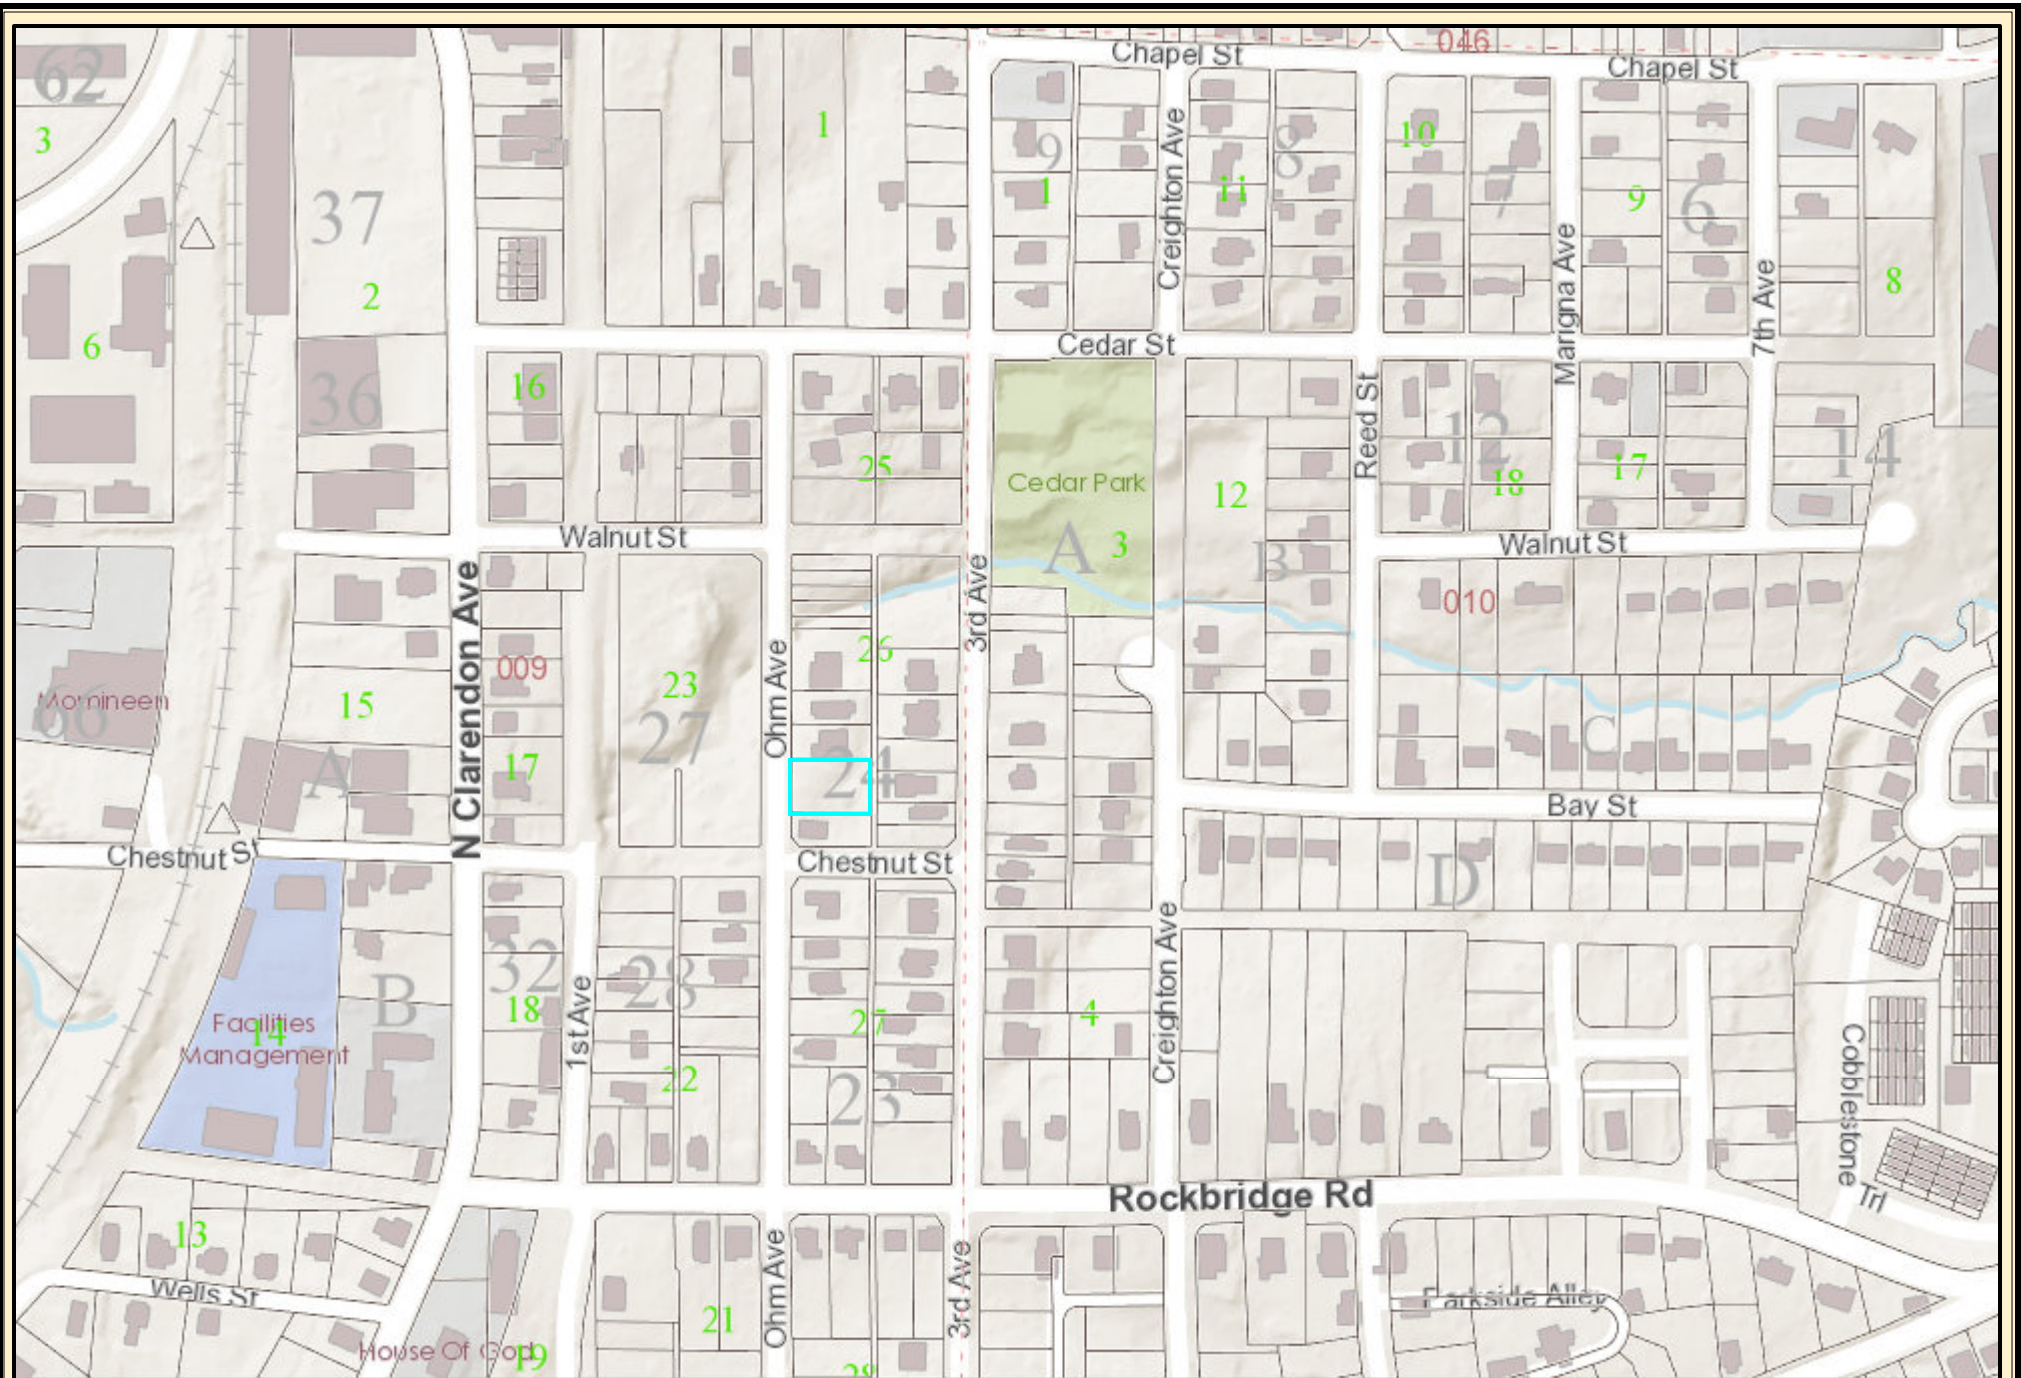 Chapel St
046
Chapel St
62
3
1
9
1
Creighton Ave
8
11
10
7
9
6
8
37
2
6
Marigna Ave
7th Ave
Cedar St
36
16
25
Cedar Park
A
3
12
B
Reed St
12
18
17
14
Walnut St
Walnut St
010
N Clarendon Ave
3rd Ave
009
Ohm Ave
26
23
27
66
15
A
17
24
C
Bay St
Chestnut St
Chestnut St
D
32
18
1st Ave
28
22
27
23
4
Creighton Ave
Facilities
Management
14
B
Cobblestone Trl
Rockbridge Rd
13
Wells St
21
Ohm Ave
3rd Ave
Parkside Alley
House Of God
19
28